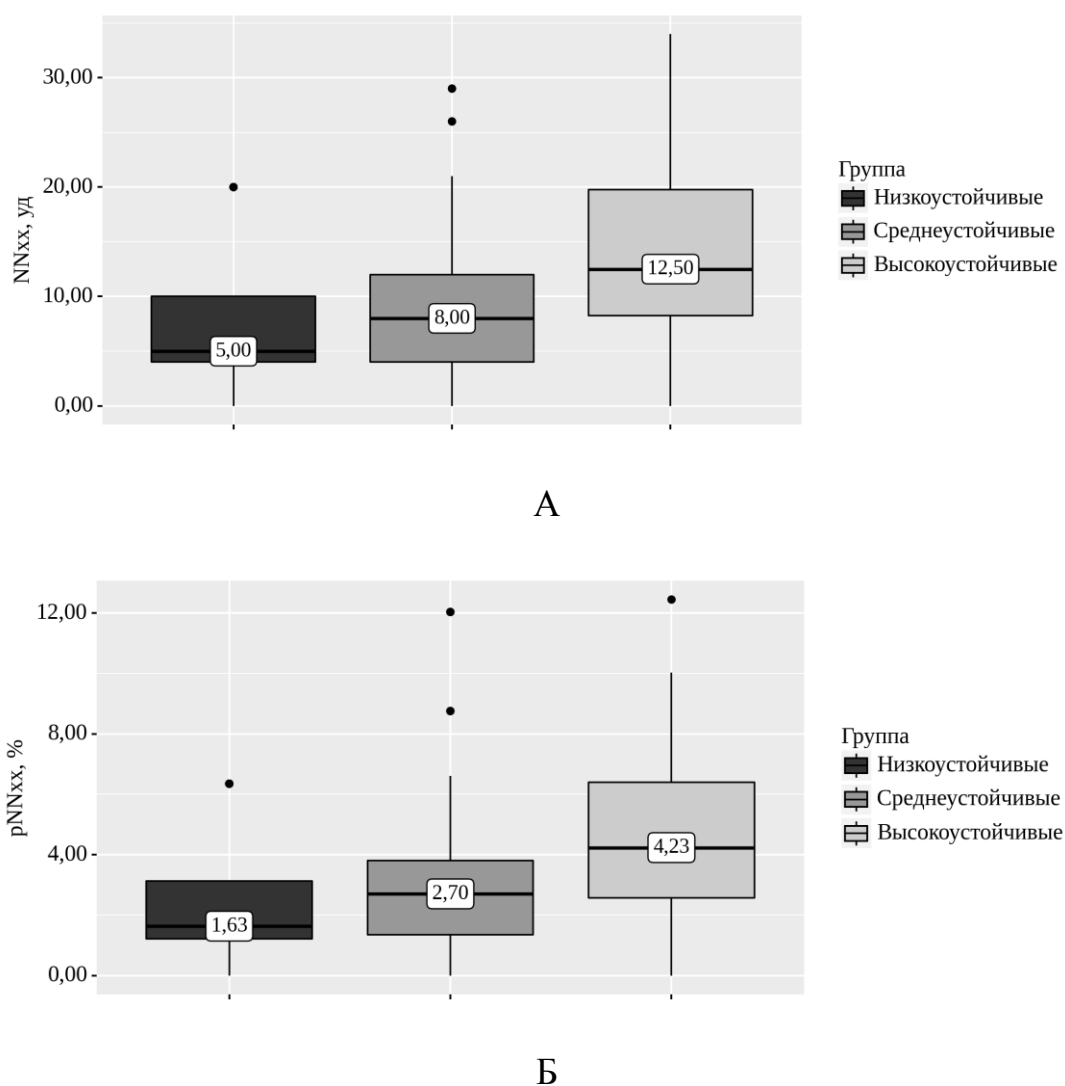 30,00
20,00
10,00
0,00
NNxx, уд
5,00
8,00
12,50
Группа
Низкоустойчивые
Среднеустойчивые
Высокоустойчивые
А
12,00
8,00
4,00
0,00
pNNxx, %
1,63
2,70
4,23
Группа
Низкоустойчивые
Среднеустойчивые
Высокоустойчивые
Б